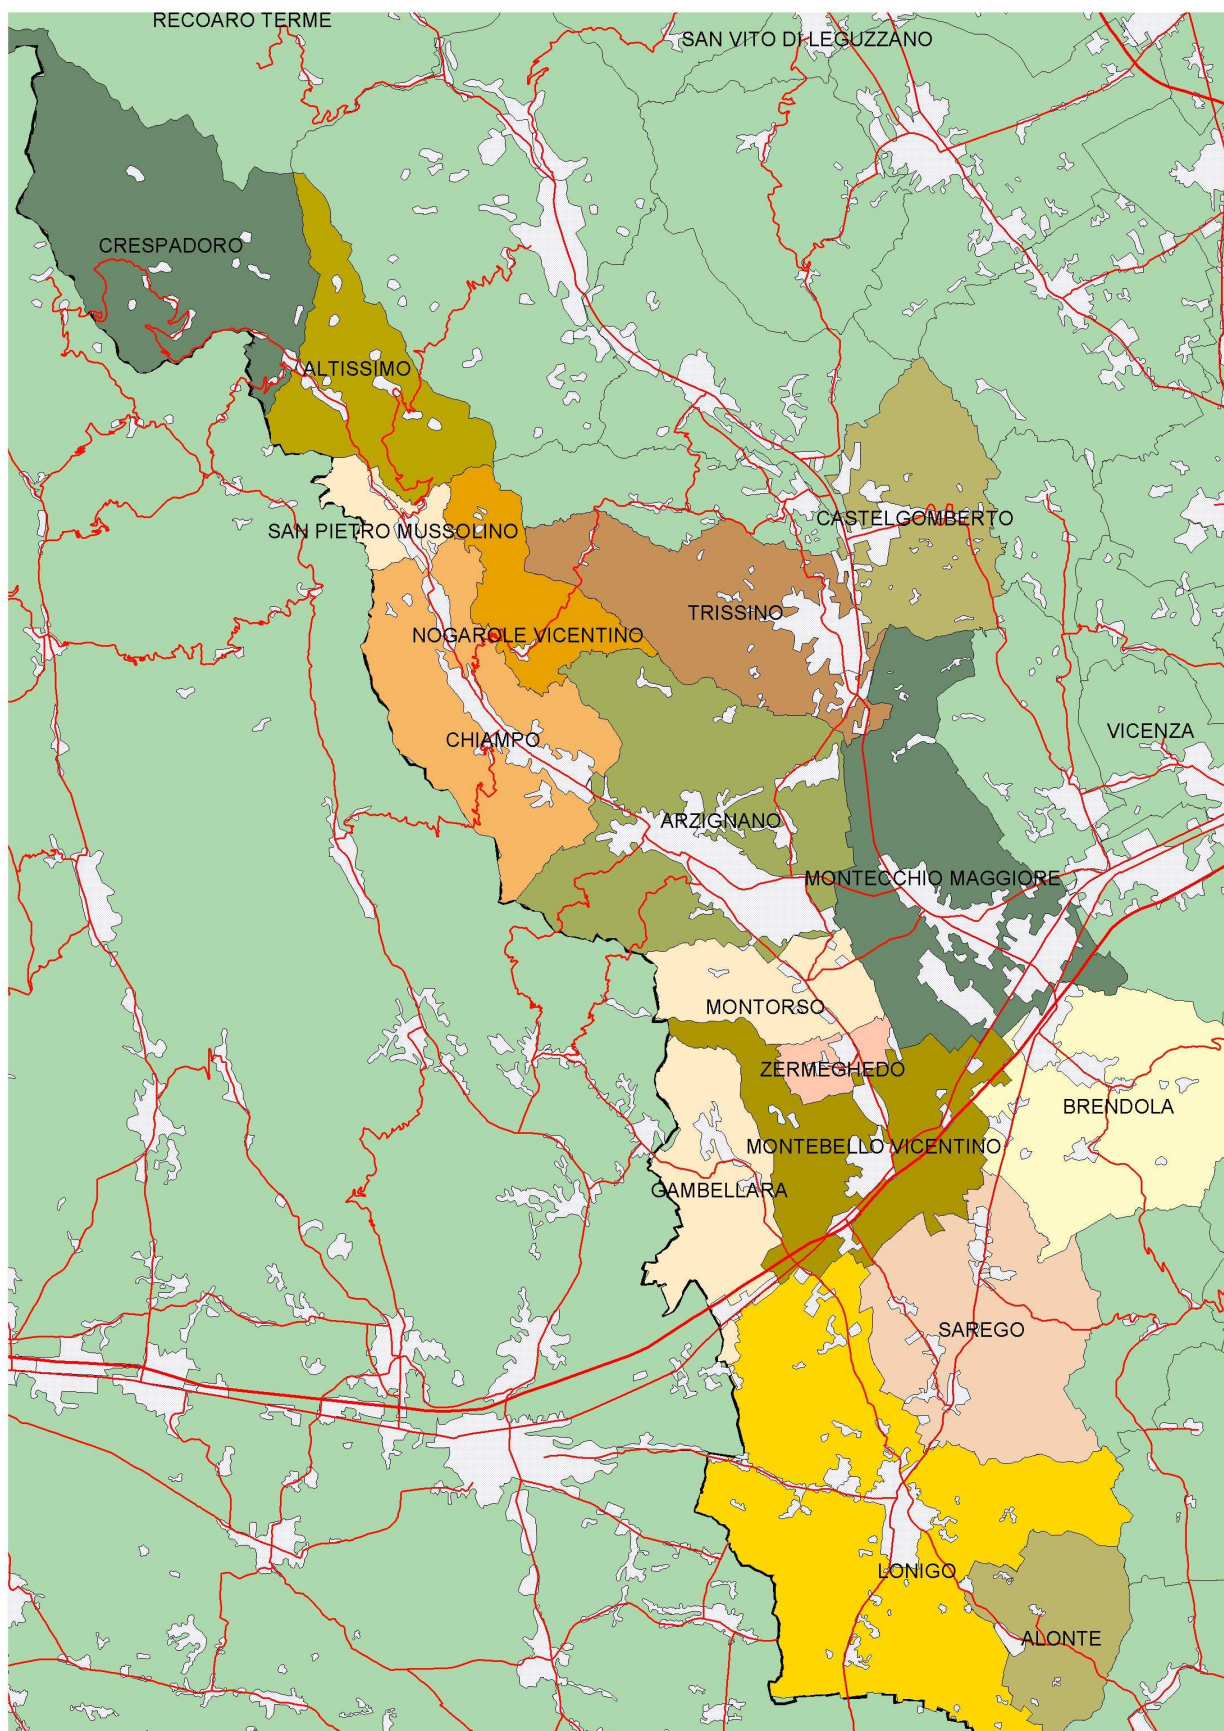 RECOARO TERME
SAN VITO DI LEGUZZANO
CRESPADORO
ALTISSIMO
CASTELGOMBERTO
SAN PIETRO MUSSOLINO
TRISSINO
NOGAROLE VICENTINO
VICENZA
CHIAMPO
ARZIGNANO
MONTECCHIO MAGGIORE
MONTORSO
ZERMEGHEDO
BRENDOLA
MONTEBELLO VICENTINO
GAMBELLARA
SAREGO
LONIGO
ALONTE